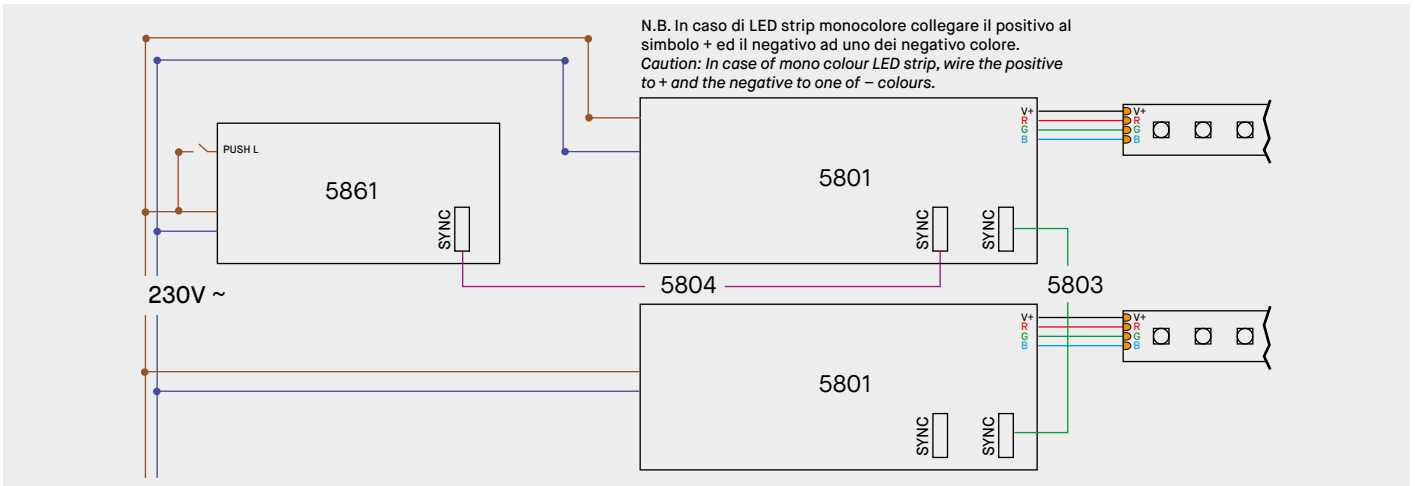 N.B. In caso di LED strip monocolore collegare il positivo al
simbolo + ed il negativo ad uno dei negativo colore.
Caution: In case of mono colour LED strip, wire the positive
to + and the negative to one of – colours.
PUSH L
5861
SYNC
5801
V+
R
G
B
V+
R
G
B
SYNC
SYNC
230V ~
5804
5803
5801
V+
R
G
B
V+
R
G
B
SYNC
SYNC